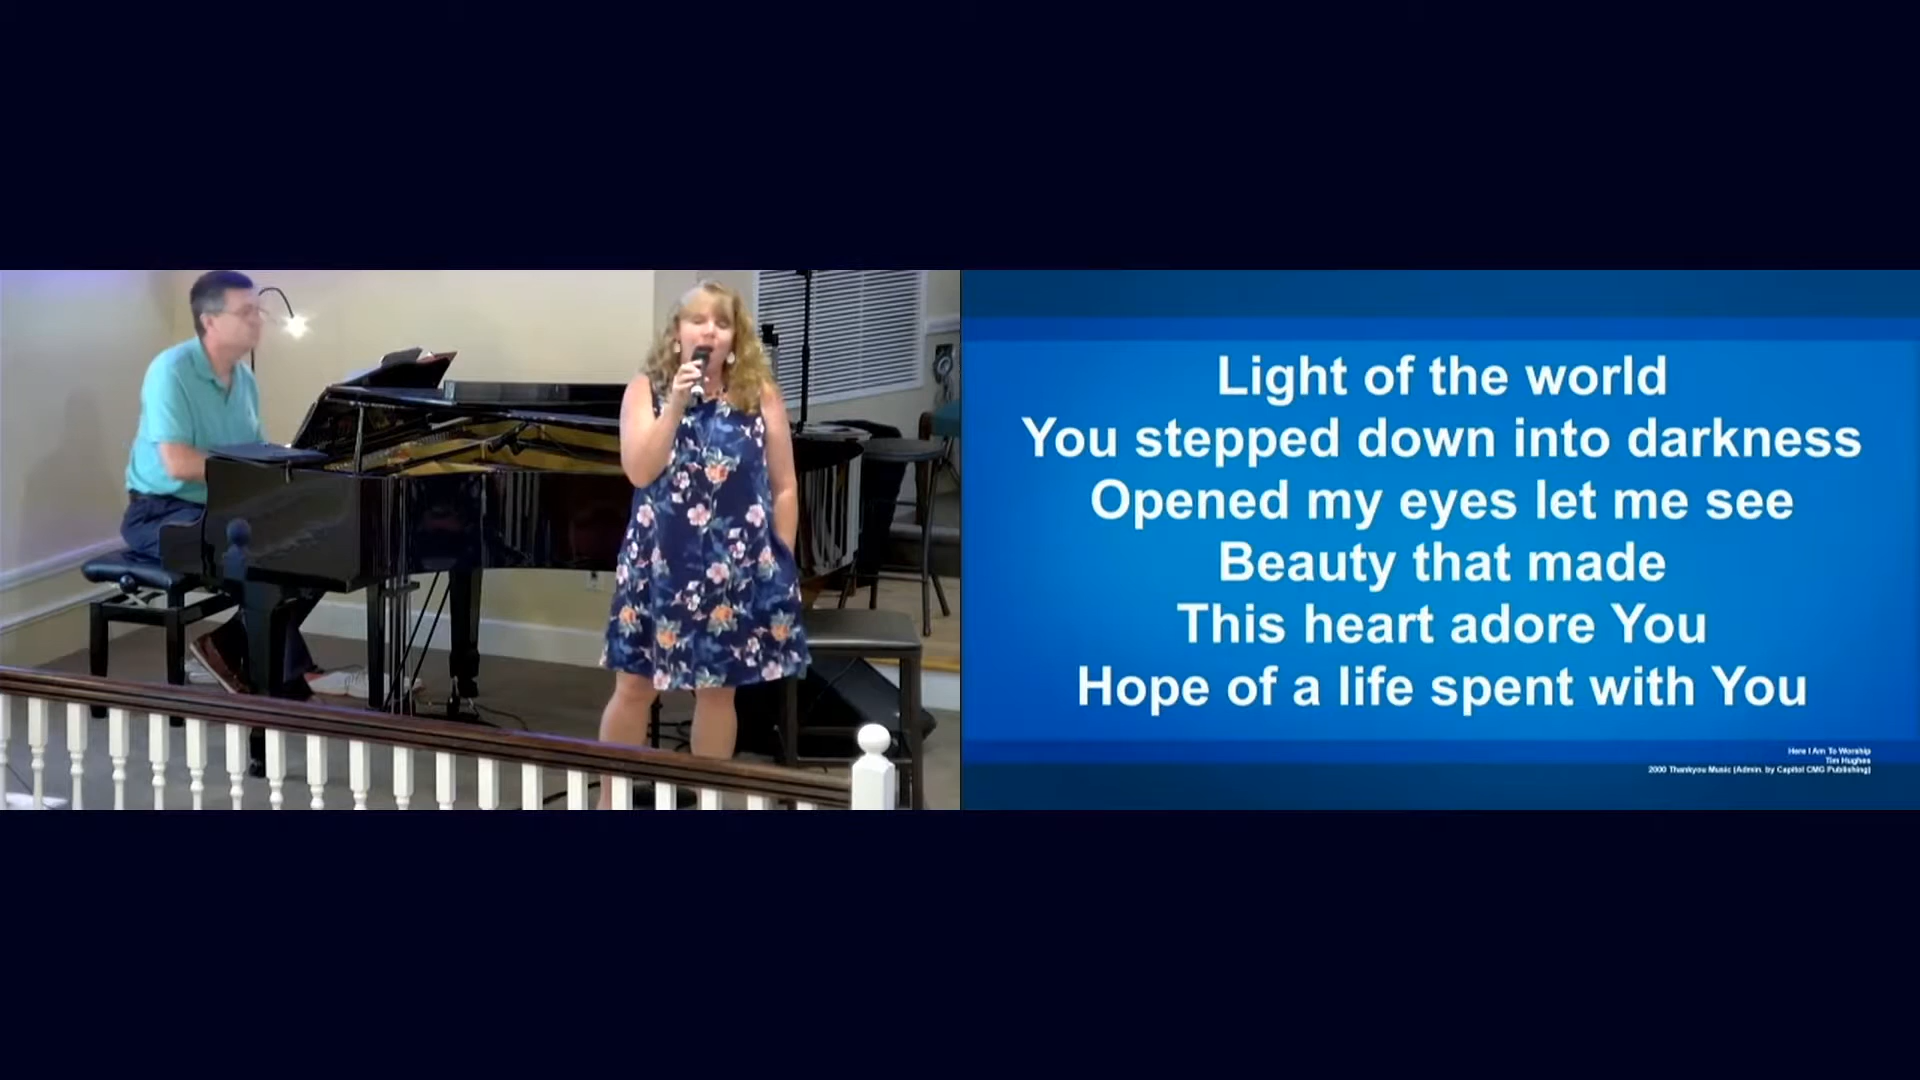 Light of the world
You stepped down into darkness
Opened my eyes let me see
Beauty that made
This heart adore You
Hope of a life spent with You
Here I Am To Worship
Tim Hughes
2000 Thankyou Music (Admin. by Capitol CMG Publishing)